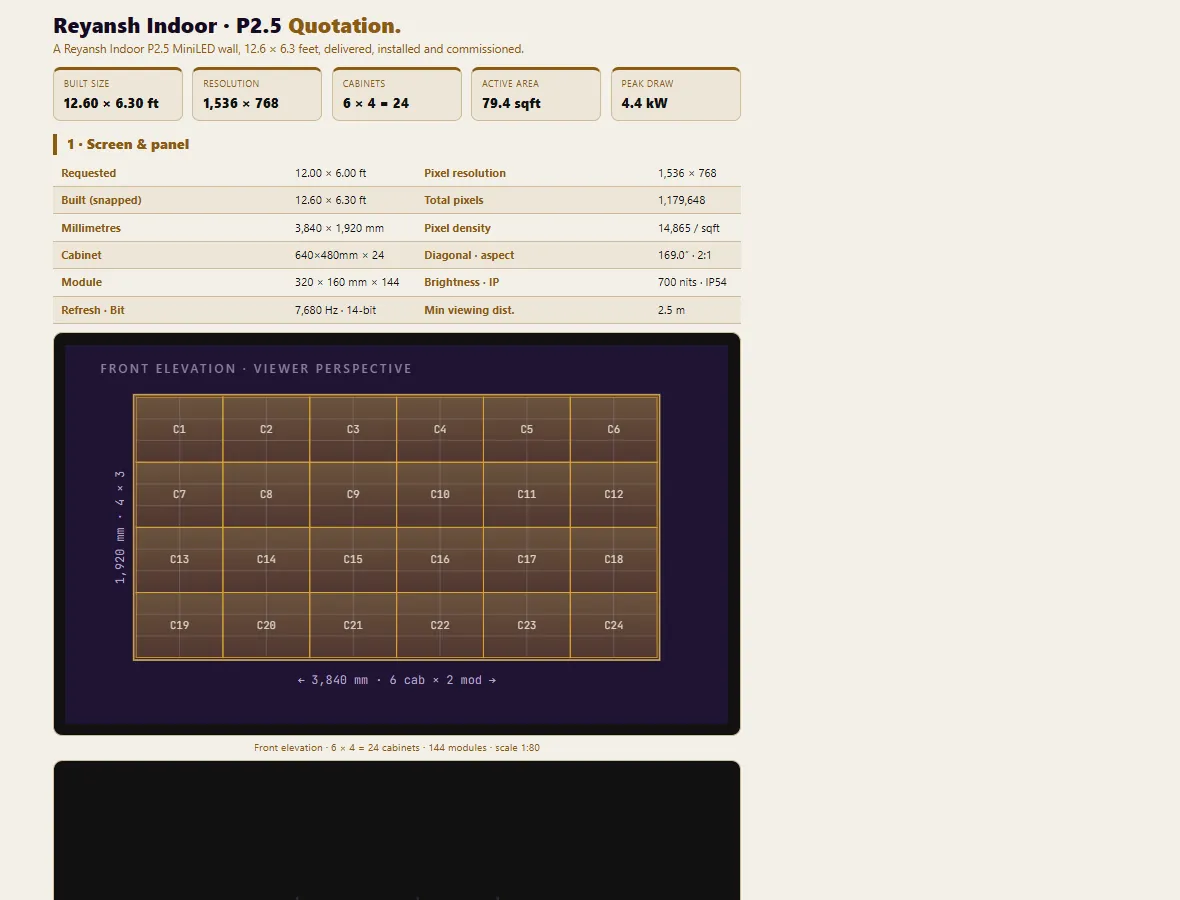 Reyansh Indoor · P2.5 Quotation.
A Reyansh Indoor P2.5 MiniLED wall, 12.6 × 6.3 feet, delivered, installed and commissioned.
BUILT SIZE
12.60 × 6.30 ft
RESOLUTION
1,536 × 768
CABINETS
6 × 4 = 24
ACTIVE AREA
79.4 sqft
PEAK DRAW
4.4 kW
1 · Screen & panel
Requested 12.00 × 6.00 ft Pixel resolution 1,536 × 768
Built (snapped) 12.60 × 6.30 ft Total pixels 1,179,648
Millimetres 3,840 × 1,920 mm Pixel density 14,865 / sqft
Cabinet 640×480mm × 24 Diagonal · aspect 169.0″ · 2:1
Module 320 × 160 mm × 144 Brightness · IP 700 nits · IP54
Refresh · Bit 7,680 Hz · 14-bit Min viewing dist. 2.5 m
FRONT ELEVATION · VIEWER PERSPECTIVE
C1 C2 C3 C4 C5 C6
C7 C8 C9 C10 C11 C12
C13 C14 C15 C16 C17 C18
C19 C20 C21 C22 C23 C24
1,920 mm · 4 × 3
← 3,840 mm · 6 cab × 2 mod →
Front elevation · 6 × 4 = 24 cabinets · 144 modules · scale 1:80